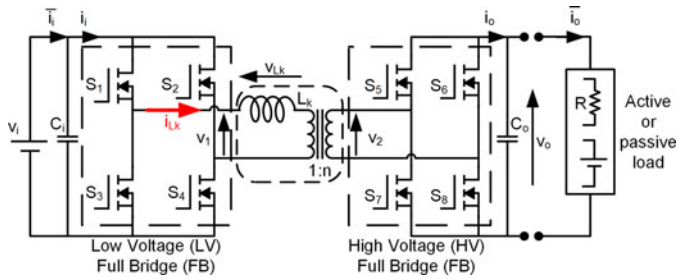 i̅i
ii
io
i̅o
S1
S2
vLk
Lk
S5
S6
vi
Ci
iLk
v1
v2
Co
vo
R
Active
or
passive
load
S3
S4
1:n
S7
S8
Low Voltage (LV)
Full Bridge (FB)
High Voltage (HV)
Full Bridge (FB)